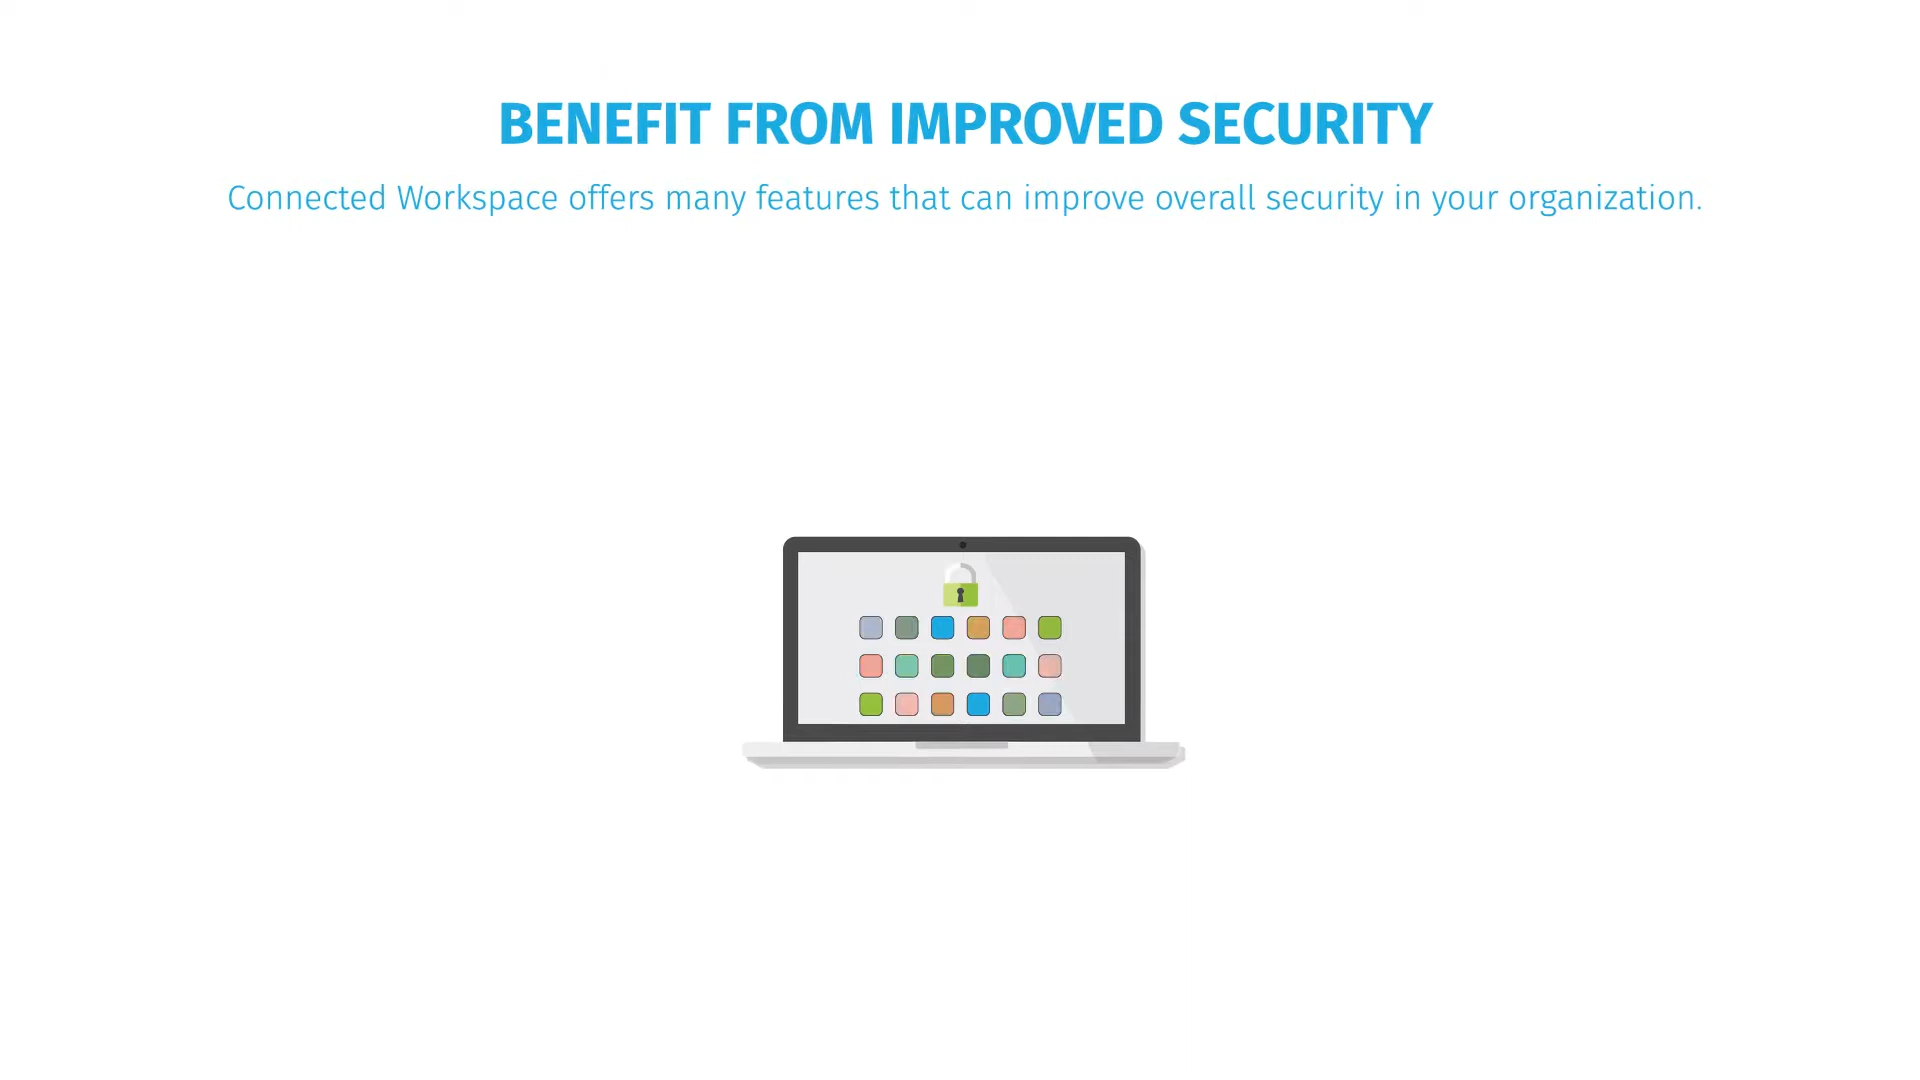 BENEFIT FROM IMPROVED SECURITY
Connected Workspace offers many features that can improve overall security in your organization.